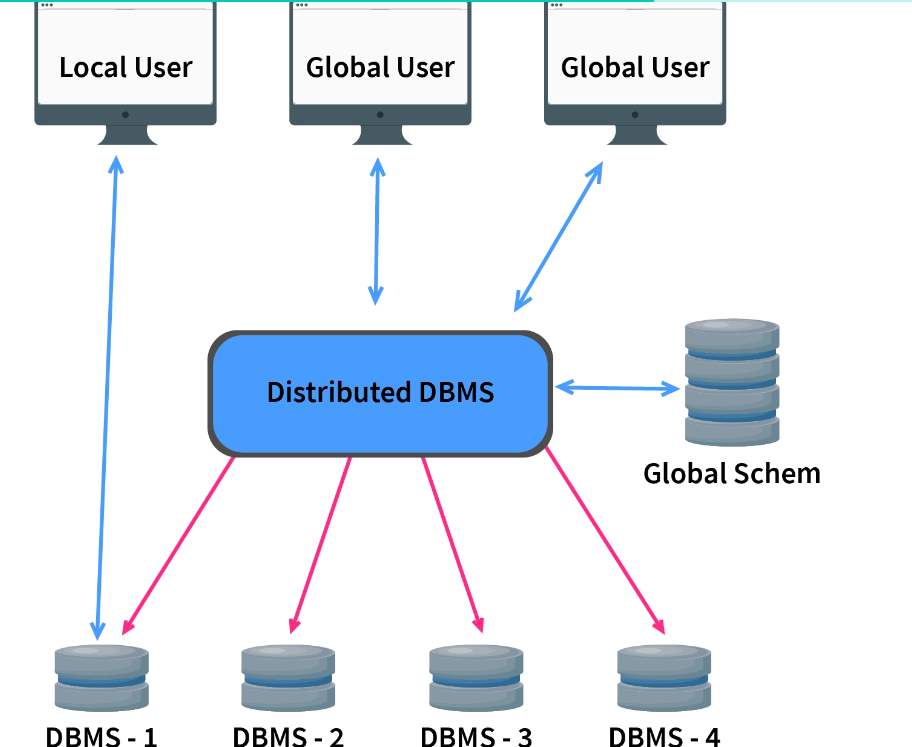 Local User
Global User
Global User
Distributed DBMS
Global Schem
DBMS - 1
DBMS - 2
DBMS - 3
DBMS - 4